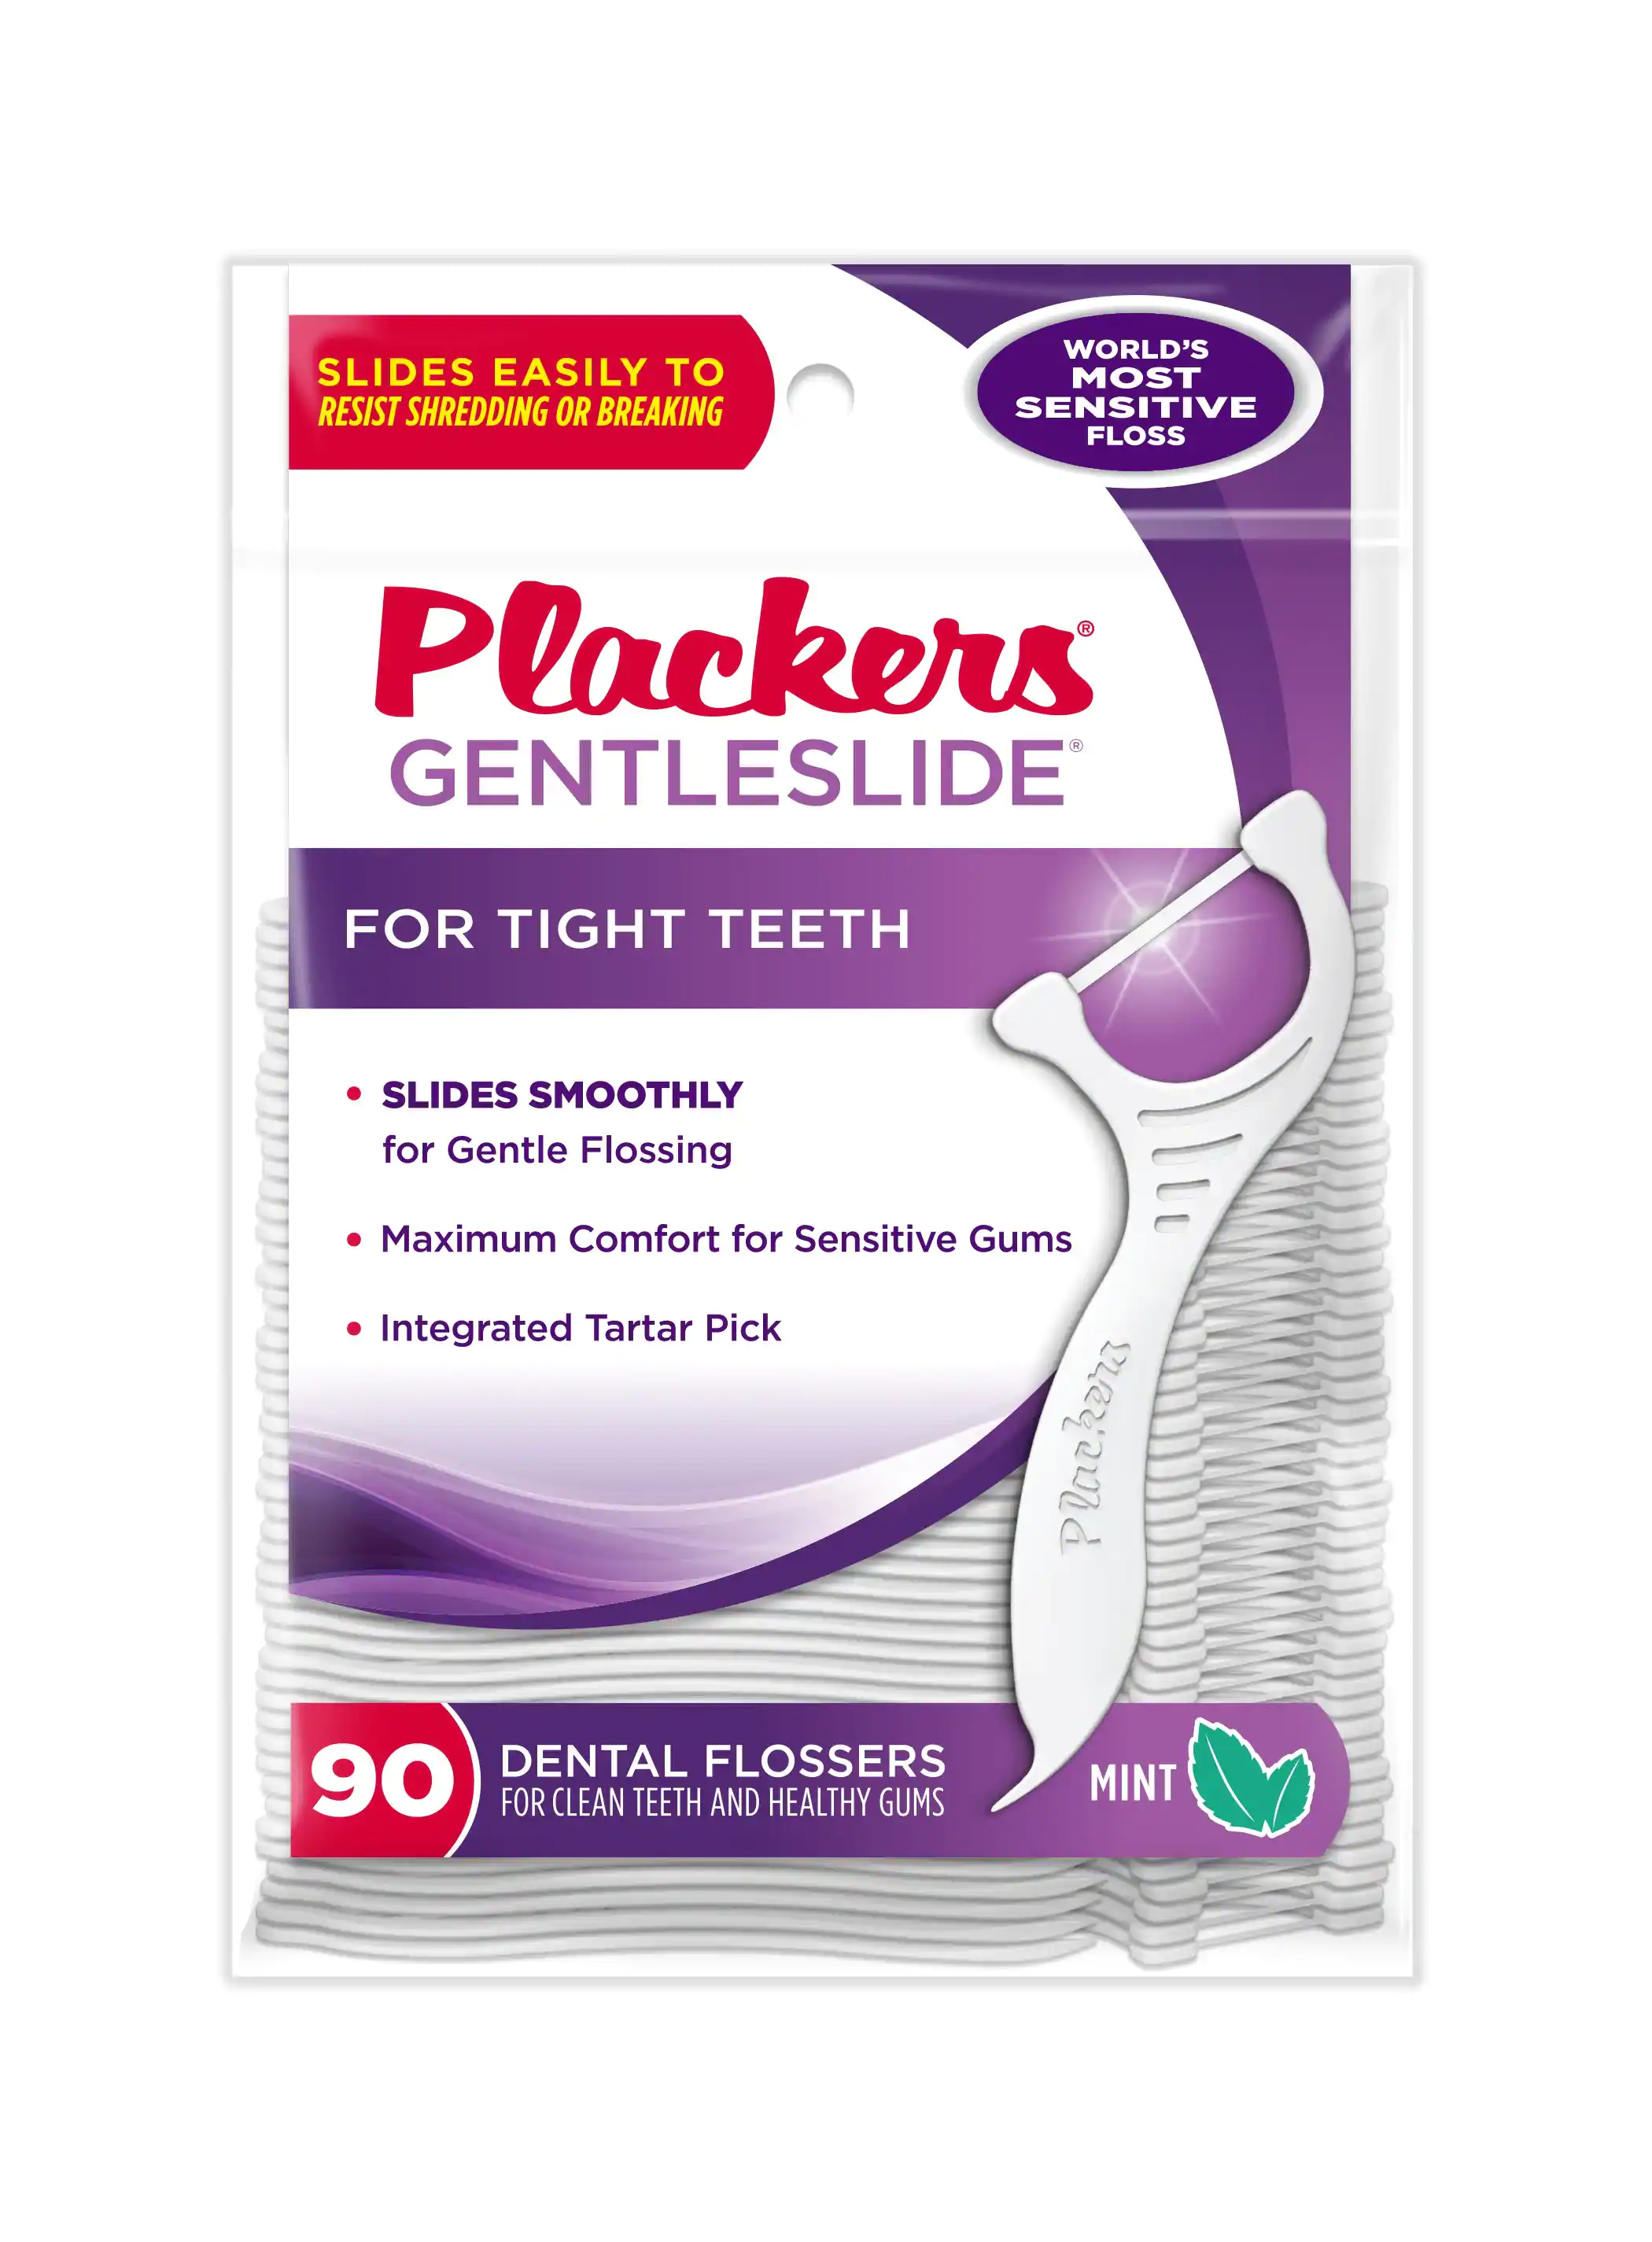 SLIDES EASILY TO
RESIST SHREDDING OR BREAKING
WORLD'S
MOST
SENSITIVE
FLOSS
Plackers®
GENTLESLIDE®
FOR TIGHT TEETH
• SLIDES SMOOTHLY
for Gentle Flossing
• Maximum Comfort for Sensitive Gums
• Integrated Tartar Pick
Plackers
90
DENTAL FLOSSERS
FOR CLEAN TEETH AND HEALTHY GUMS
MINT